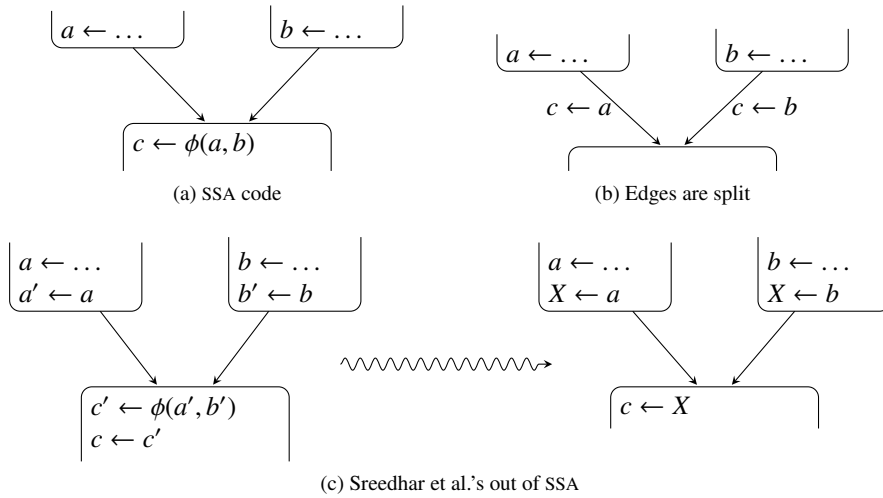 a ← …
b ← …
c ← ϕ(a, b)
(a) SSA code
a ← …
b ← …
c ← a
c ← b
(b) Edges are split
a ← …
a′ ← a
b ← …
b′ ← b
c′ ← ϕ(a′, b′)
c ← c′
a ← …
X ← a
b ← …
X ← b
c ← X
(c) Sreedhar et al.'s out of SSA